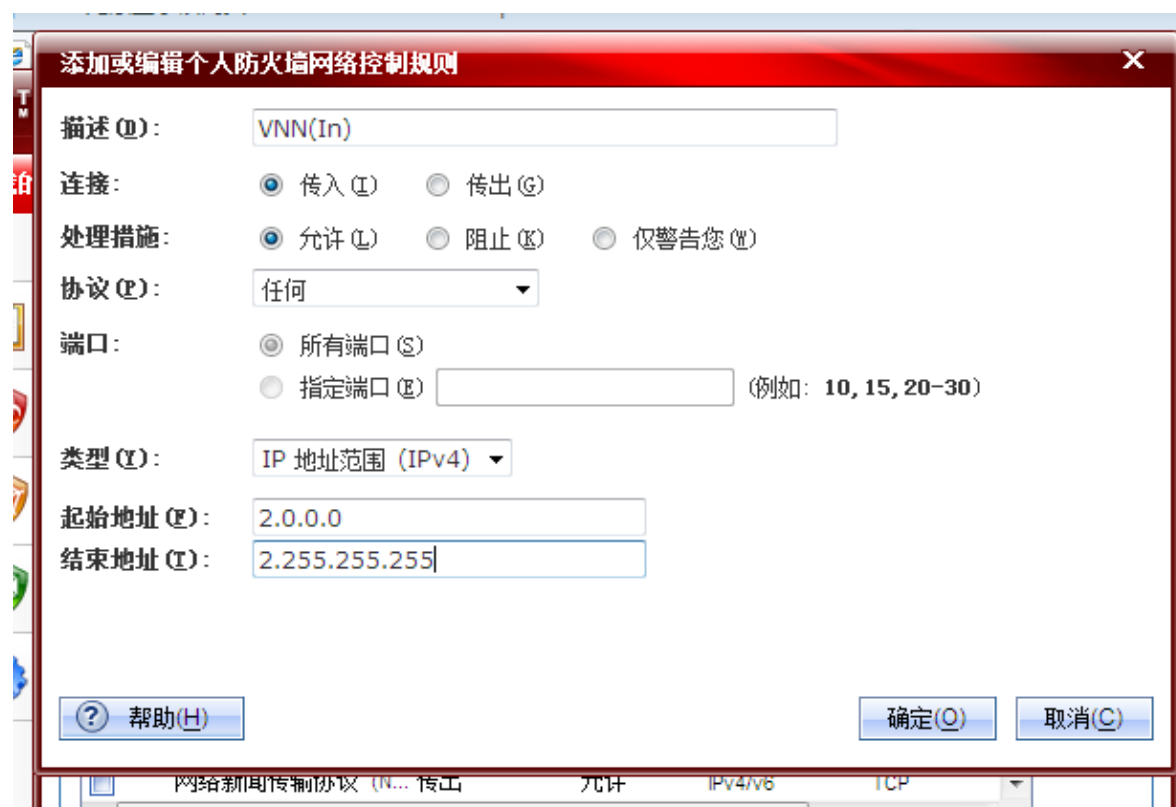 添加或编辑个人防火墙网络控制规则
描述(D): VNN(In)
连接: 传入(I) 传出(G)
处理措施: 允许(L) 阻止(K) 仅警告您(W)
协议(P): 任何
端口: 所有端口(S)
指定端口(E) (例如: 10, 15, 20-30)
类型(Y): IP 地址范围 (IPv4)
起始地址(F): 2.0.0.0
结束地址(T): 2.255.255.255
帮助(H) 确定(O) 取消(C)
网络新闻传输协议 (N... 传出 允许 IPv4/v6 TCP